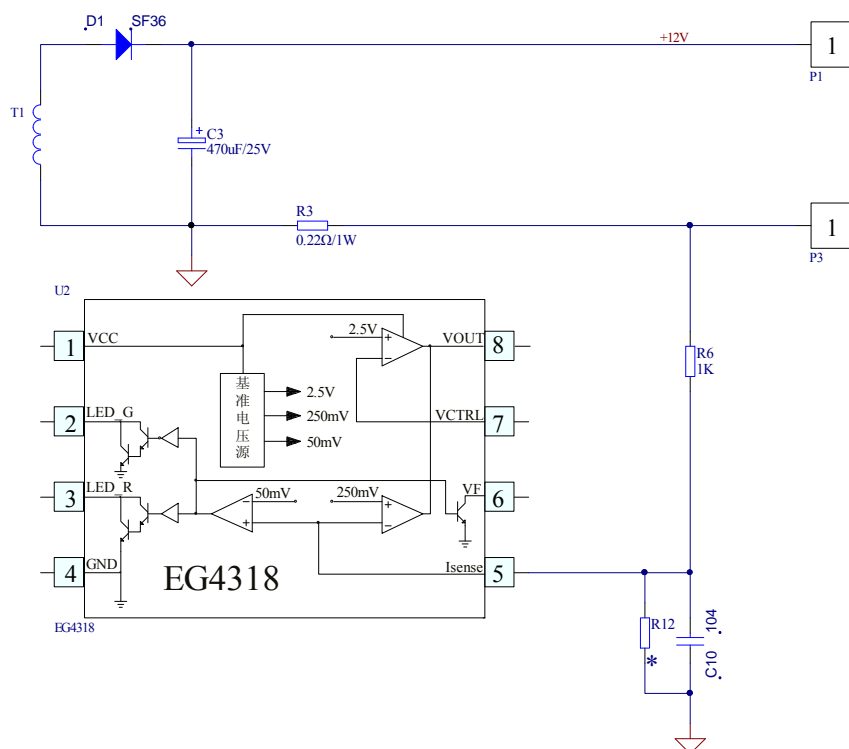 D1 SF36
+12V
1
P1
T1
+
C3
470uF/25V
R3
0.22Ω/1W
1
P3
U2
1 VCC
2.5V
+
−
VOUT 8
R6
1K
基准电压源
2.5V
250mV
50mV
2 LED_G
VCTRL 7
3 LED_R
50mV
250mV
−
+
+
−
VF 6
4 GND
EG4318
Isense 5
EG4318
R12
*
104
C10